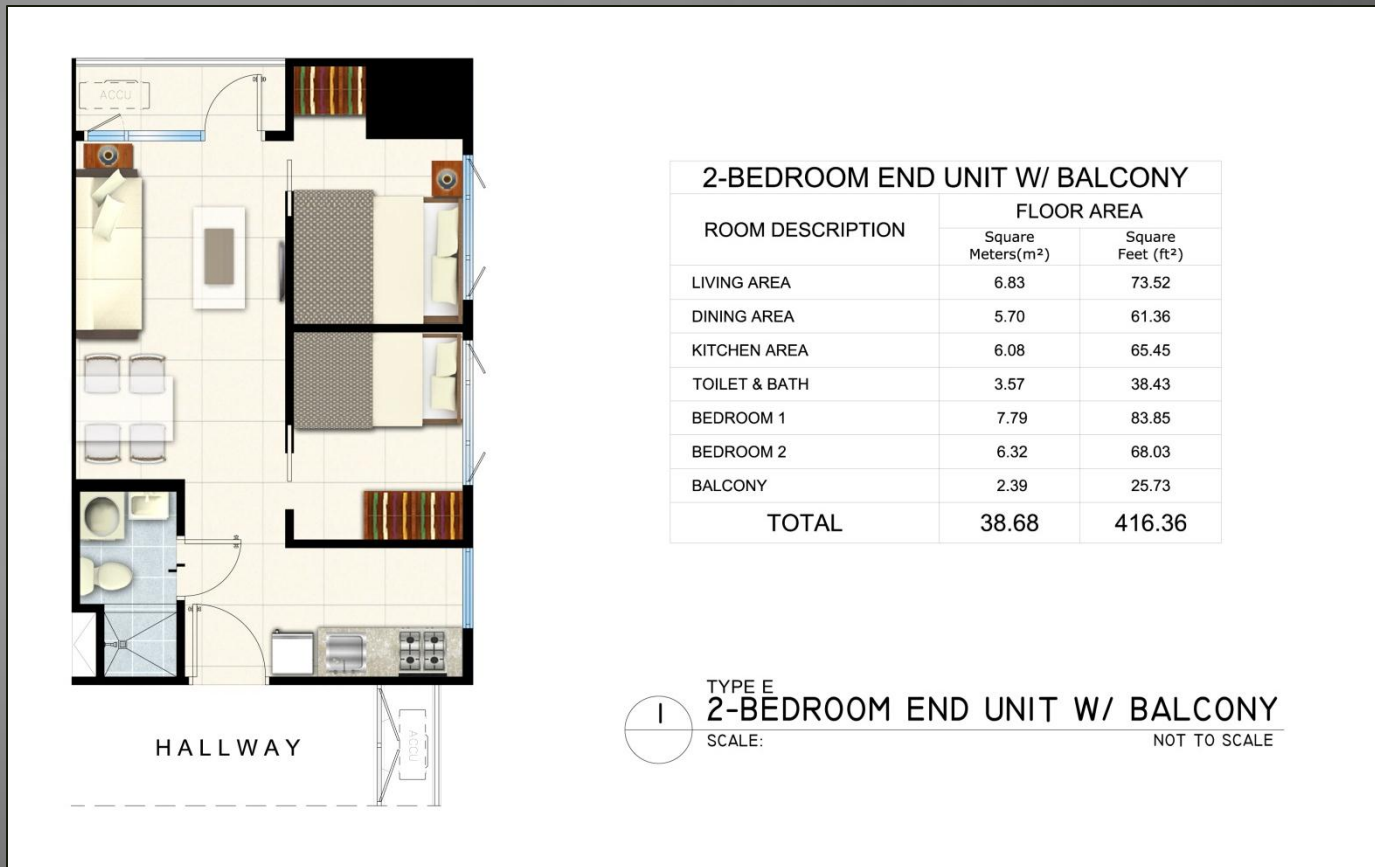 ACCU
2-BEDROOM END UNIT W/ BALCONY
ROOM DESCRIPTION
FLOOR AREA
Square Meters(m²)
Square Feet (ft²)
LIVING AREA 6.83 73.52
DINING AREA 5.70 61.36
KITCHEN AREA 6.08 65.45
TOILET & BATH 3.57 38.43
BEDROOM 1 7.79 83.85
BEDROOM 2 6.32 68.03
BALCONY 2.39 25.73
TOTAL 38.68 416.36
HALLWAY
ACCU
1
TYPE E
2-BEDROOM END UNIT W/ BALCONY
SCALE: NOT TO SCALE